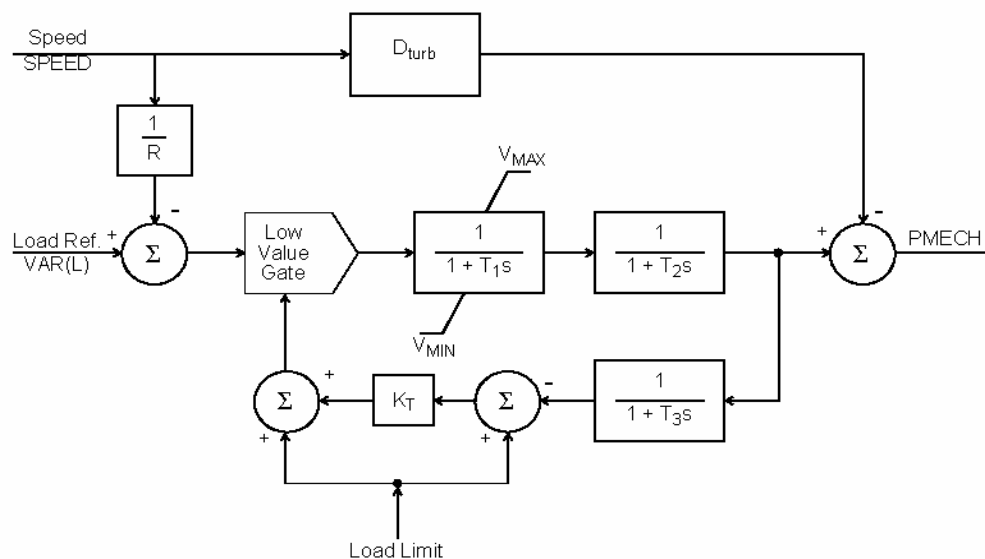 Speed
SPEED
D_turb
1
R
V_MAX
-
-
Load Ref. +
VAR(L)
Σ
Low
Value
Gate
1
1 + T_1s
1
1 + T_2s
+
Σ
PMECH
V_MIN
+
Σ
+
K_T
-
Σ
+
1
1 + T_3s
Load Limit